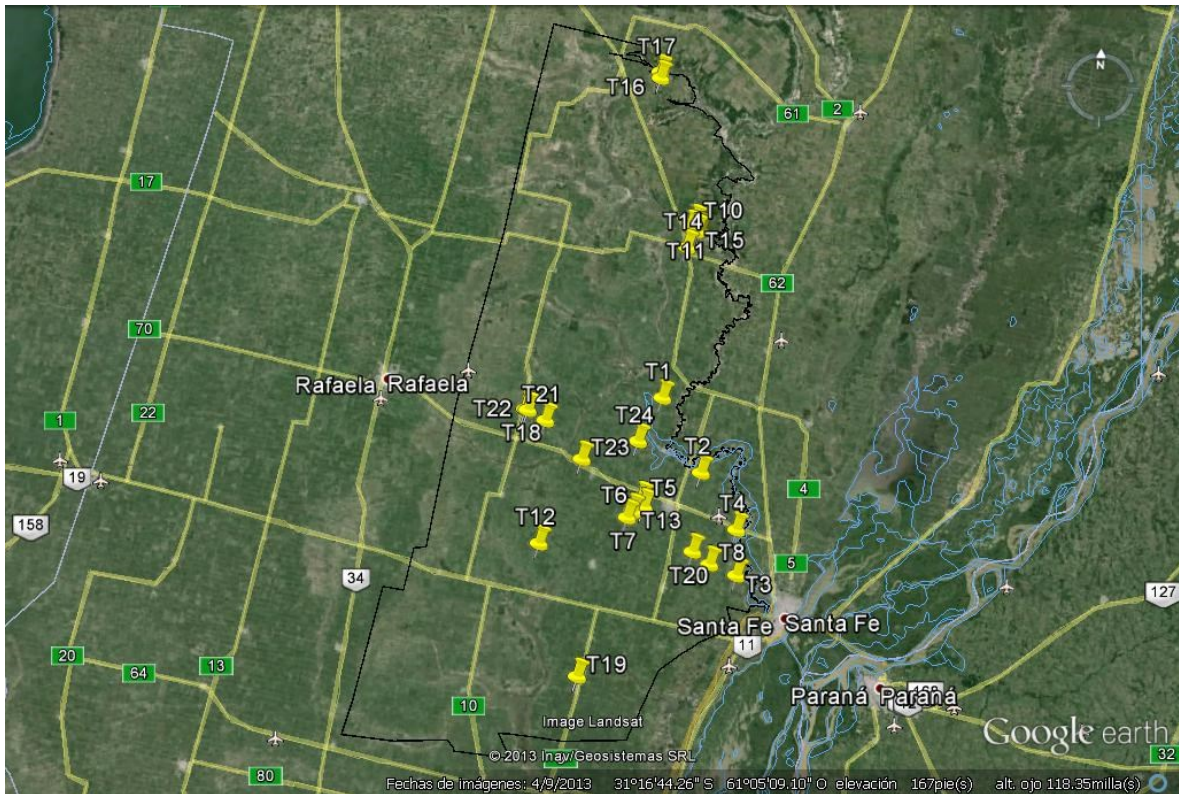 T17
T16
61
2
N
17
T10
T14
T15
T11
62
70
Rafaela Rafaela
T1
T21
T22
T18
T24
T23
T2
1
22
19
4
158
T5
T6
T13
T7
T4
T12
T8
T20
T3
5
34
127
Santa Fe Santa Fe
11
20
64
13
T19
10
Paraná Paraná
Image Landsat
Google earth
© 2013 Inav/Geosistemas SRL
32
80
Fechas de imágenes: 4/9/2013 31°16'44.26" S 61°05'09.10" O elevación 167pie(s) alt. ojo 118.35milla(s)